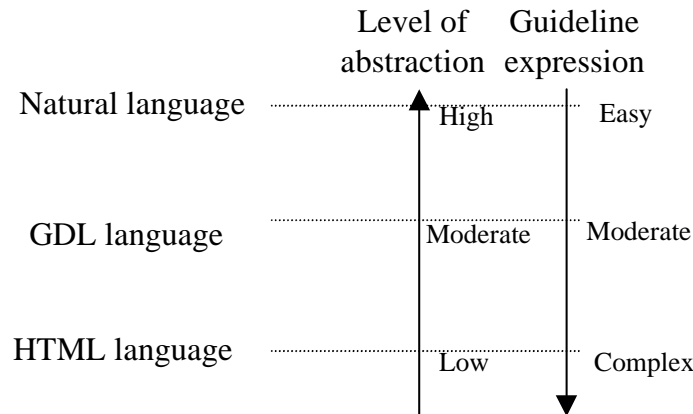 Level of Guideline
abstraction expression
Natural language
High Easy
GDL language
Moderate Moderate
HTML language
Low Complex